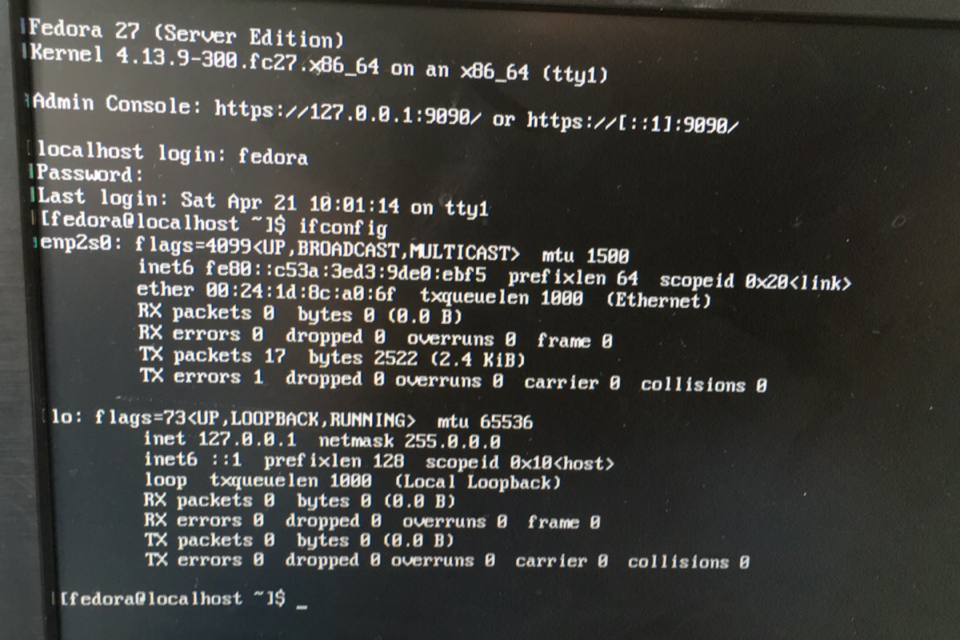 Fedora 27 (Server Edition)
Kernel 4.13.9-300.fc27.x86_64 on an x86_64 (tty1)
Admin Console: https://127.0.0.1:9090/ or https://[::1]:9090/
localhost login: fedora
Password:
Last login: Sat Apr 21 10:01:14 on tty1
[fedora@localhost ~]$ ifconfig
enp2s0: flags=4099<UP,BROADCAST,MULTICAST>  mtu 1500
inet6 fe80::c53a:3ed3:9de0:ebf5  prefixlen 64  scopeid 0x20<link>
ether 00:24:1d:8c:a0:6f  txqueuelen 1000  (Ethernet)
RX packets 0  bytes 0 (0.0 B)
RX errors 0  dropped 0  overruns 0  frame 0
TX packets 17  bytes 2522 (2.4 KiB)
TX errors 1  dropped 0 overruns 0  carrier 0  collisions 0
lo: flags=73<UP,LOOPBACK,RUNNING>  mtu 65536
inet 127.0.0.1  netmask 255.0.0.0
inet6 ::1  prefixlen 128  scopeid 0x10<host>
loop  txqueuelen 1000  (Local Loopback)
RX packets 0  bytes 0 (0.0 B)
RX errors 0  dropped 0  overruns 0  frame 0
TX packets 0  bytes 0 (0.0 B)
TX errors 0  dropped 0 overruns 0  carrier 0  collisions 0
[fedora@localhost ~]$ _